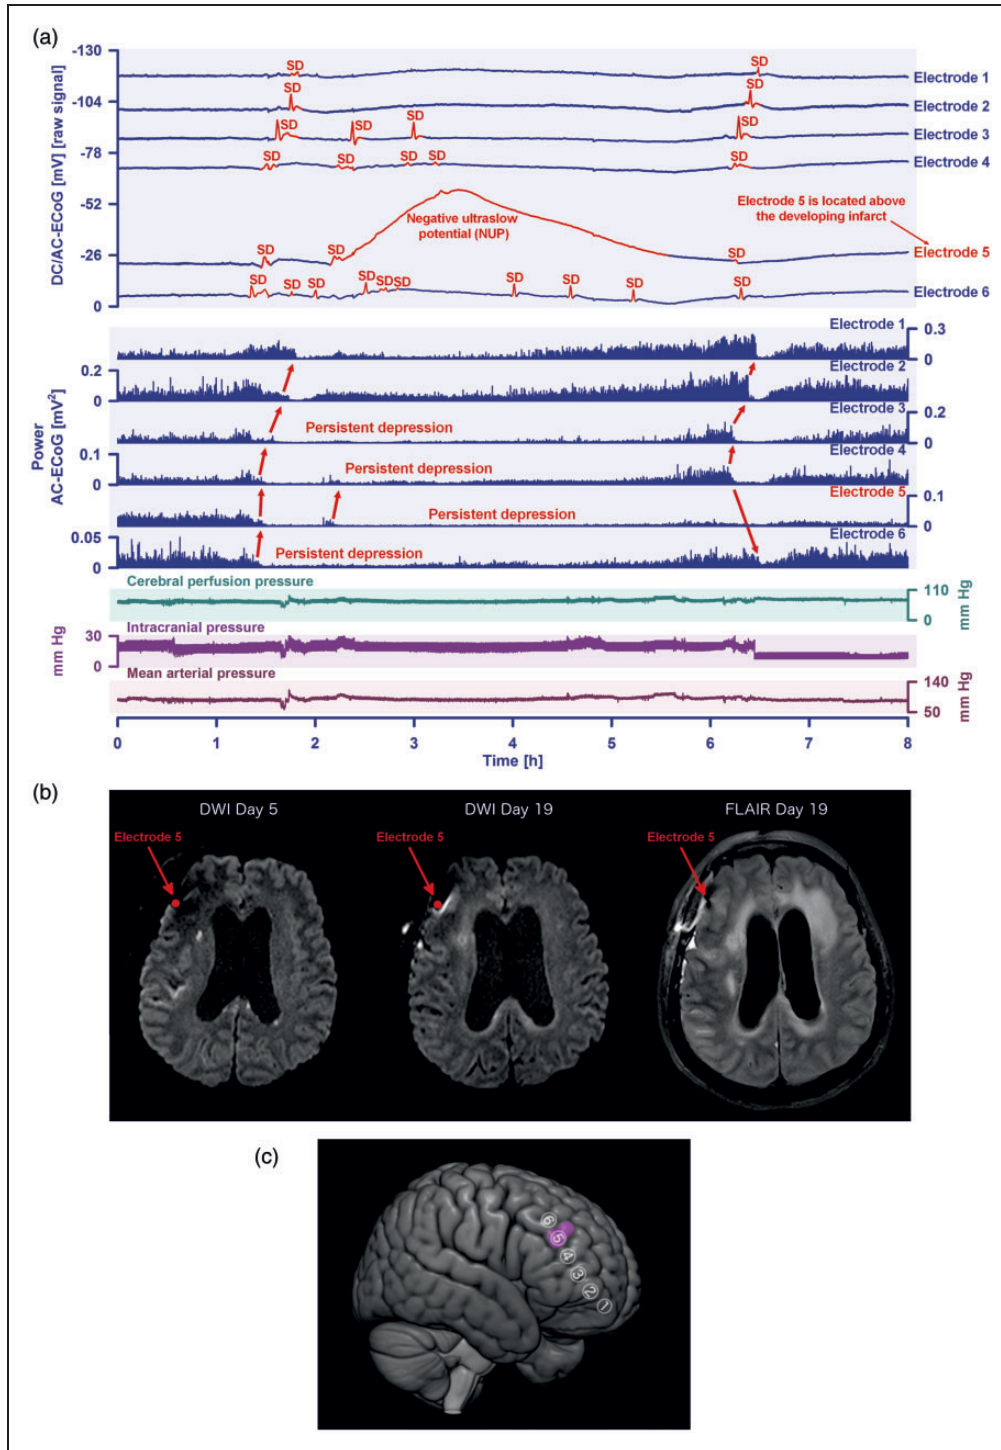 (a)
DC/AC-ECoG [mV] [raw signal]
-130
-104
-78
-52
-26
0
SD SD Electrode 1
SD SD Electrode 2
SD SD SD SD Electrode 3
SD SD SD SD SD Electrode 4
Negative ultraslow
potential (NUP)
Electrode 5 is located above
the developing infarct
SD SD SD Electrode 5
SD SD SD SD SD SD SD SD SD SD Electrode 6
Power
AC-ECoG [mV²]
Electrode 1 0.3
0
0.2 Electrode 2
0
Electrode 3 0.2
Persistent depression
0
0.1 Electrode 4
Persistent depression
0
Electrode 5 0.1
Persistent depression
0
0.05 Electrode 6
Persistent depression
0
Cerebral perfusion pressure 110
0
mm Hg
Intracranial pressure
30
0
mm Hg
Mean arterial pressure 140
50
mm Hg
0 1 2 3 4 5 6 7 8
Time [h]
(b)
DWI Day 5 DWI Day 19 FLAIR Day 19
Electrode 5 Electrode 5 Electrode 5
(c)
6
5
4
3
2
1